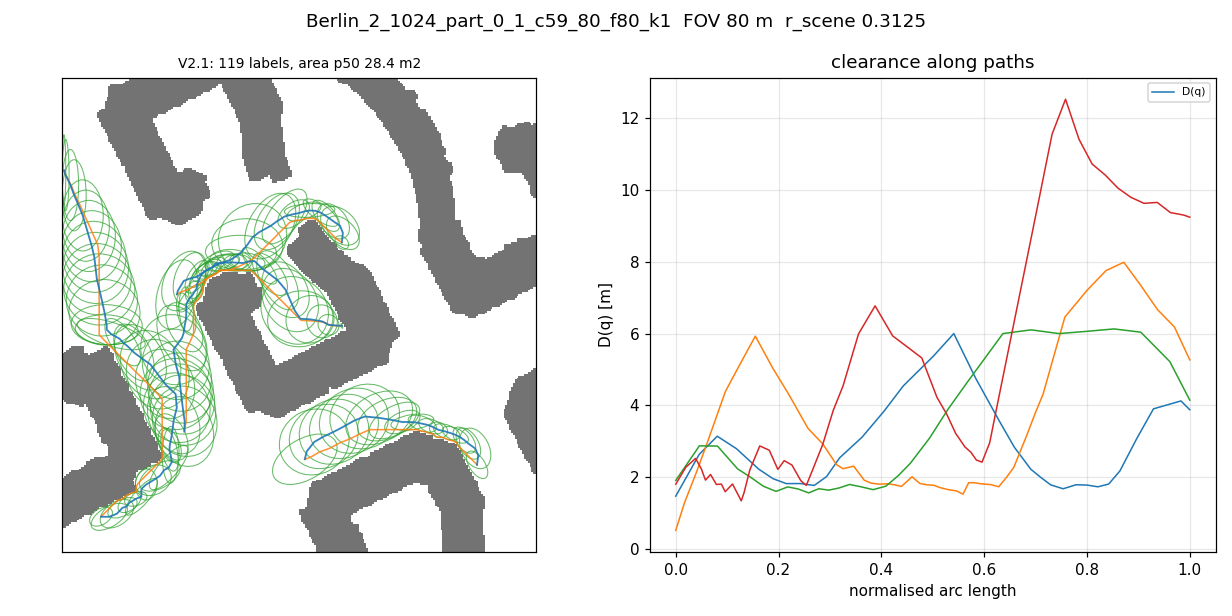 Berlin_2_1024_part_0_1_c59_80_f80_k1  FOV 80 m  r_scene 0.3125
V2.1: 119 labels, area p50 28.4 m2
clearance along paths
D(q)
D(q) [m]
12
10
8
6
4
2
0
0.0 0.2 0.4 0.6 0.8 1.0
normalised arc length